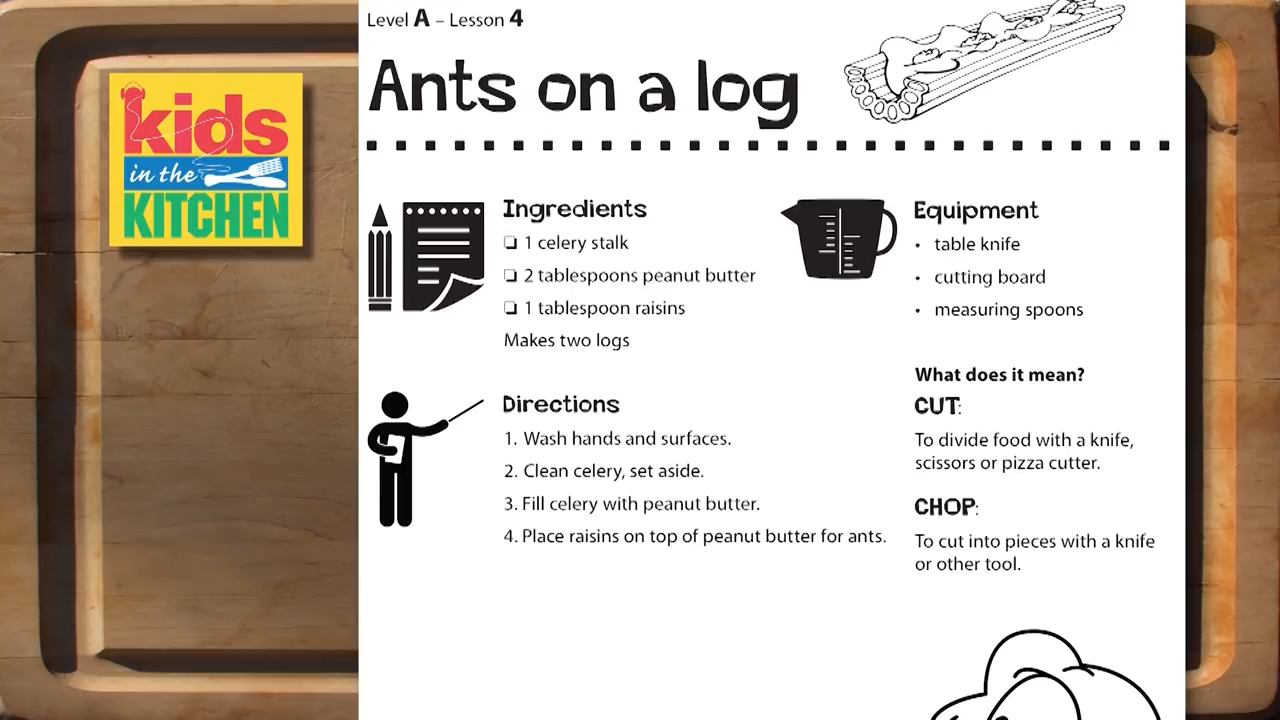 Level A – Lesson 4
Ants on a log
kids
in the
KITCHEN
Ingredients
❏ 1 celery stalk
❏ 2 tablespoons peanut butter
❏ 1 tablespoon raisins
Makes two logs
Equipment
• table knife
• cutting board
• measuring spoons
Directions
1. Wash hands and surfaces.
2. Clean celery, set aside.
3. Fill celery with peanut butter.
4. Place raisins on top of peanut butter for ants.
What does it mean?
CUT:
To divide food with a knife,
scissors or pizza cutter.
CHOP:
To cut into pieces with a knife
or other tool.